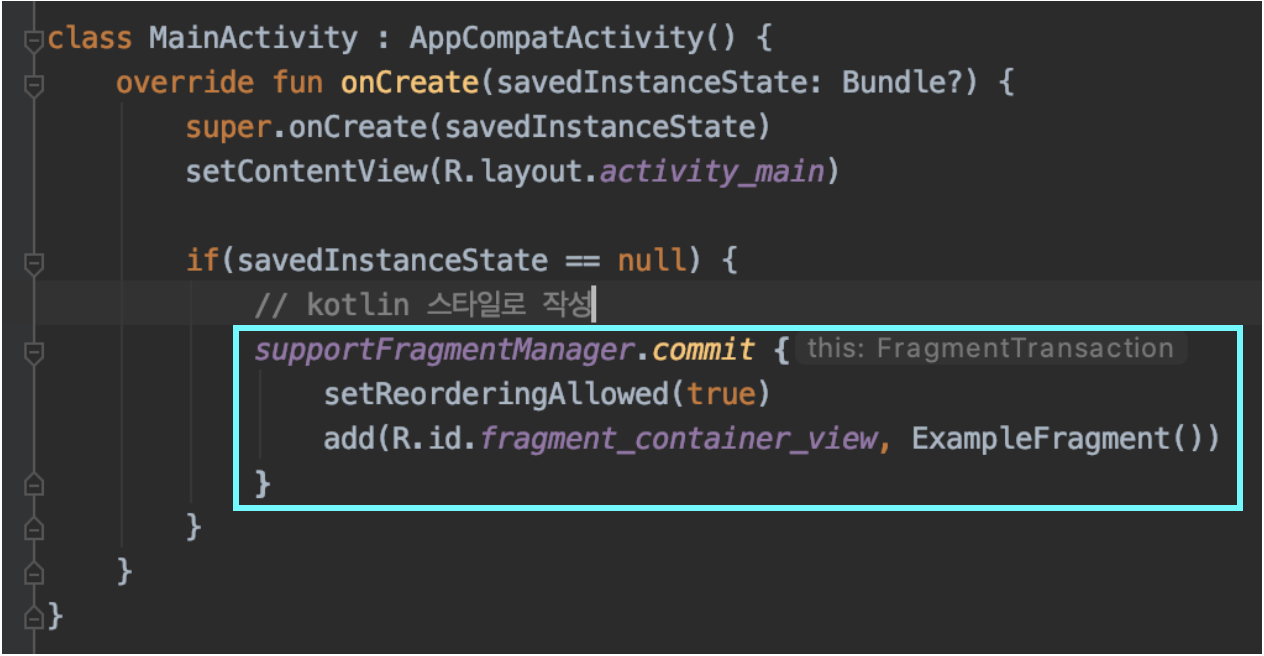 class MainActivity : AppCompatActivity() {
    override fun onCreate(savedInstanceState: Bundle?) {
        super.onCreate(savedInstanceState)
        setContentView(R.layout.activity_main)
        if(savedInstanceState == null) {
            // kotlin 스타일로 작성
            supportFragmentManager.commit { this: FragmentTransaction
                setReorderingAllowed(true)
                add(R.id.fragment_container_view, ExampleFragment())
            }
        }
    }
}